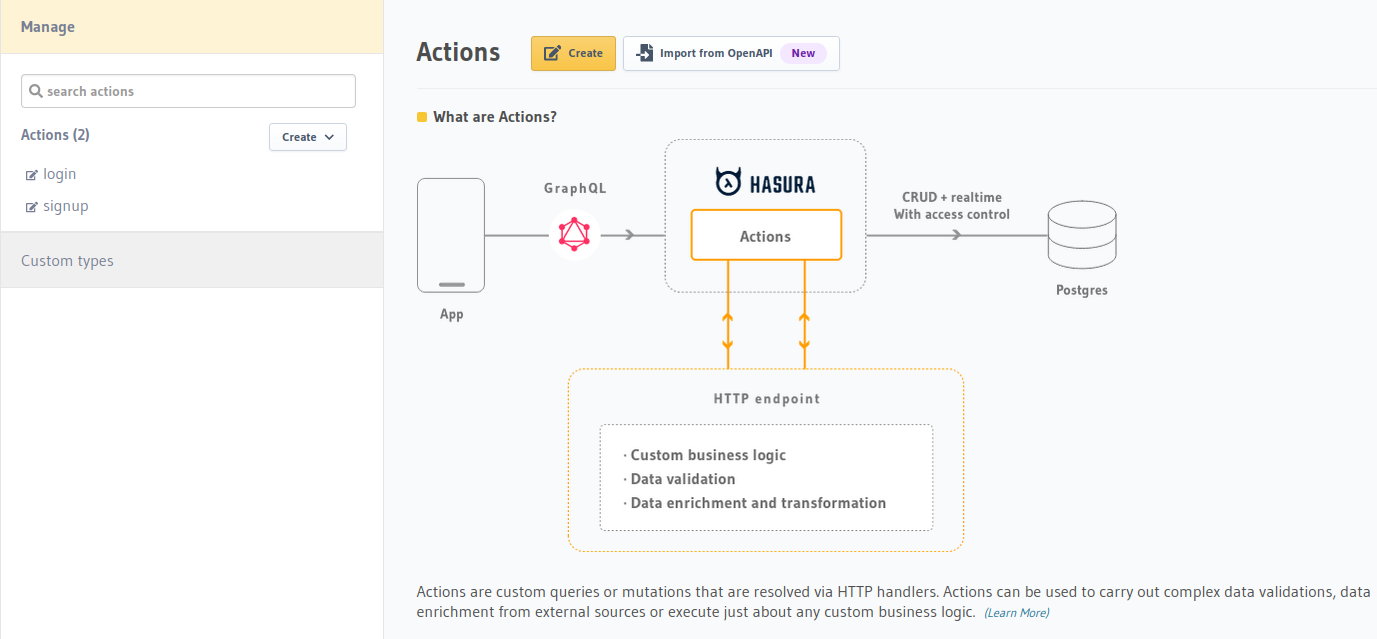 Manage
search actions
Actions (2)
Create
login
signup
Custom types
Actions
Create
Import from OpenAPI New
What are Actions?
GraphQL
HASURA
Actions
CRUD + realtime
With access control
App
Postgres
HTTP endpoint
· Custom business logic
· Data validation
· Data enrichment and transformation
Actions are custom queries or mutations that are resolved via HTTP handlers. Actions can be used to carry out complex data validations, data
enrichment from external sources or execute just about any custom business logic. (Learn More)